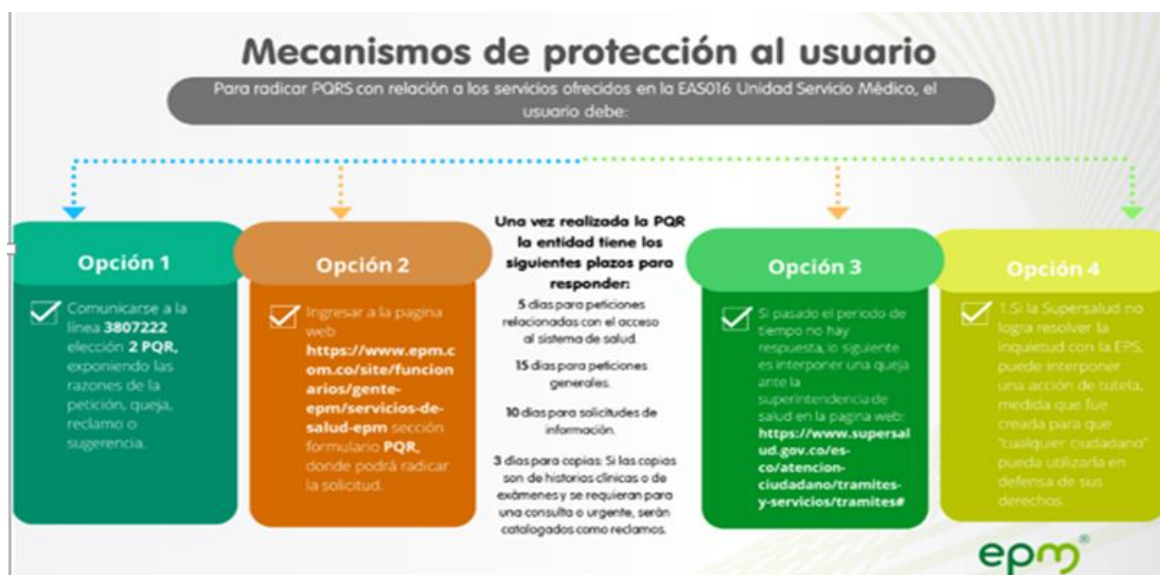 Mecanismos de protección al usuario
Para radicar PQRS con relación a los servicios ofrecidos en la EAS016 Unidad Servicio Médico, el
usuario debe:
Opción 1
Comunicarse a la
línea 3807222
elección 2 PQR,
exponiendo las
razones de la
petición, queja,
reclamo o
sugerencia.
Opción 2
Ingresar a la pagina
web
https://www.epm.c
om.co/site/funcion
arios/gente-
epm/servicios-de-
salud-epm sección
formulario PQR,
donde podrá radicar
la solicitud.
Una vez realizada la PQR
la entidad tiene los
siguientes plazos para
responder:
5 días para peticiones
relacionadas con el acceso
al sistema de salud.
15 días para peticiones
generales.
10 días para solicitudes de
información.
3 días para copias: Si las copias
son de historias clínicas o de
exámenes y se requieran para
una consulta o urgente, serán
catalogados como reclamos.
Opción 3
Si pasado el periodo de
tiempo no hay
respuesta, lo siguiente
es interponer una queja
ante la
superintendencia de
salud en la pagina web:
https://www.supersal
ud.gov.co/es-
co/atencion-
ciudadano/tramites-
y-servicios/tramites#
Opción 4
1.Si la Supersalud no
logra resolver la
inquietud con la EPS,
puede interponer
una acción de tutela,
medida que fue
creada para que
"cualquier ciudadano"
pueda utilizarla en
defensa de sus
derechos.
epm®